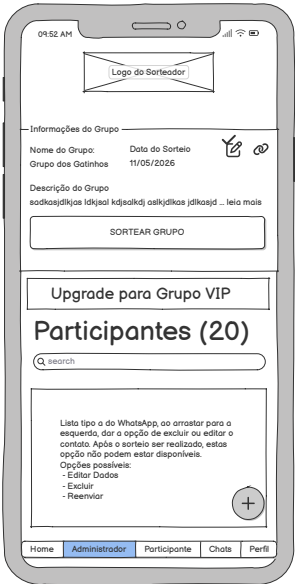 09:52 AM
Logo do Sorteador
Informações do Grupo
Nome do Grupo:
Data do Sorteio
Grupo dos Gatinhos
11/05/2026
Descrição do Grupo
sadkasjdlkjas ldkjsal kdjsalkdj aslkjdlkas jdlkasjd ... leia mais
SORTEAR GRUPO
Upgrade para Grupo VIP
Participantes (20)
search
Lista tipo a do WhatsApp, ao arrastar para a
esquerda, dar a opção de excluir ou editar o
contato. Após o sorteio ser realizado, estas
opção não podem estar disponíveis.
Opções possíveis:
- Editar Dados
- Excluir
- Reenviar
+
Home Administrador Participante Chats Perfil